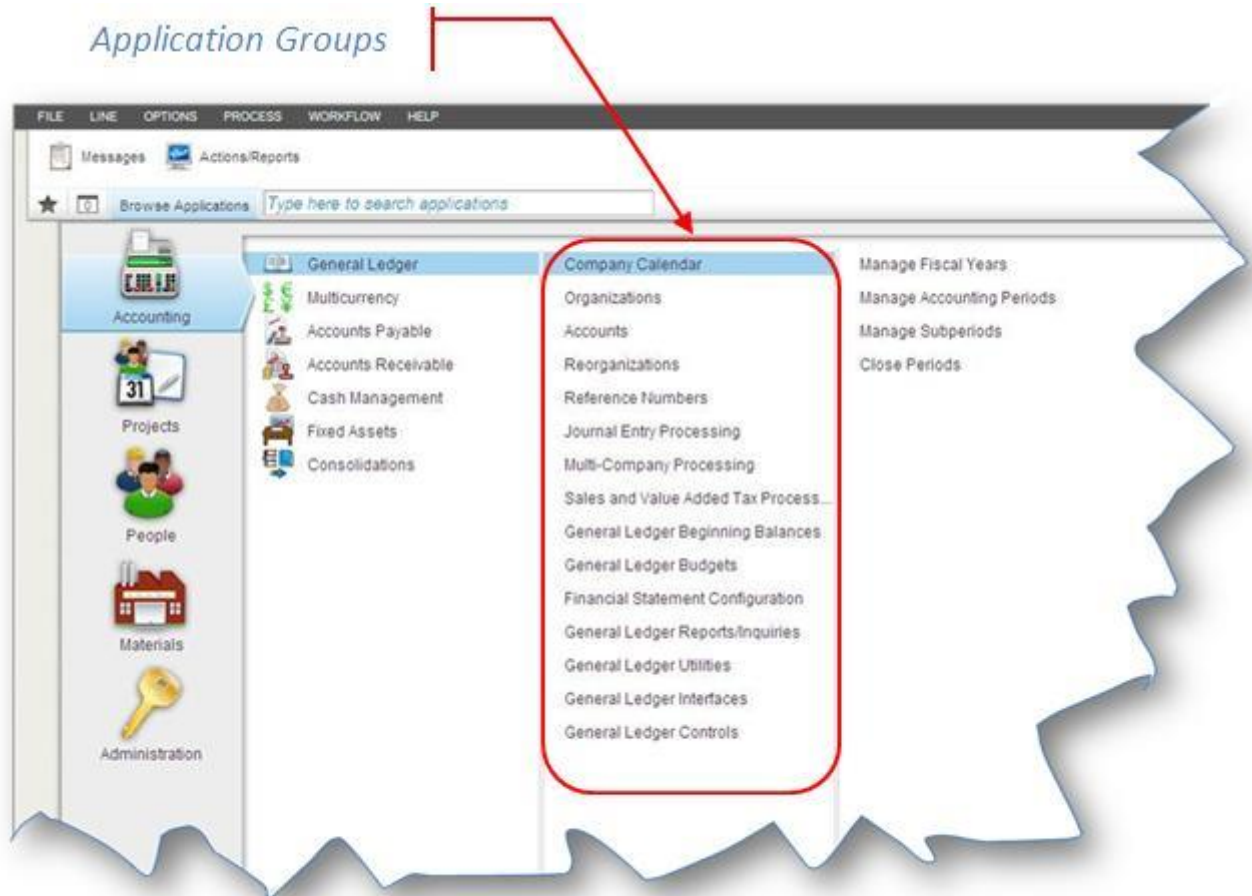 Application Groups
FILE LINE OPTIONS PROCESS WORKFLOW HELP
Messages Actions/Reports
Browse Applications Type here to search applications
Accounting
Projects
People
Materials
Administration
General Ledger
Multicurrency
Accounts Payable
Accounts Receivable
Cash Management
Fixed Assets
Consolidations
Company Calendar
Organizations
Accounts
Reorganizations
Reference Numbers
Journal Entry Processing
Multi-Company Processing
Sales and Value Added Tax Process...
General Ledger Beginning Balances
General Ledger Budgets
Financial Statement Configuration
General Ledger Reports/Inquiries
General Ledger Utilities
General Ledger Interfaces
General Ledger Controls
Manage Fiscal Years
Manage Accounting Periods
Manage Subperiods
Close Periods
31